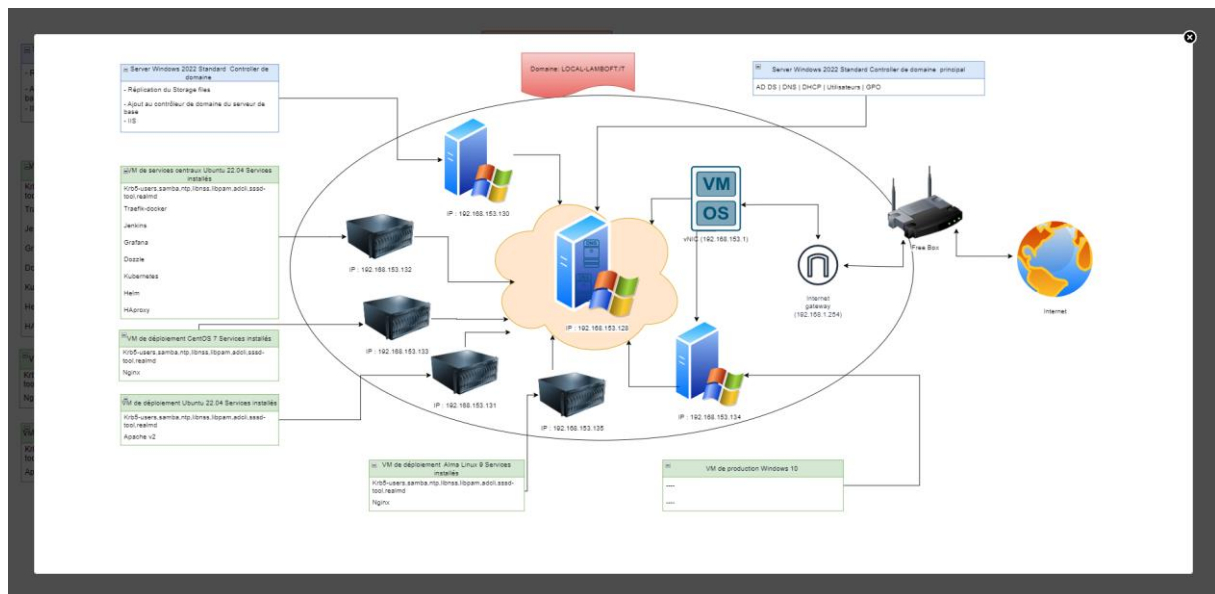 Domaine: LOCAL-LAMBOFT.IT
Server Windows 2022 Standard Controller de
domaine
- Réplication du Storage files
- Ajout au contrôleur de domaine du serveur de
base
- IIS
Server Windows 2022 Standard Controller de domaine principal
AD DS | DNS | DHCP | Utilisateurs | GPO
VM de services centraux Ubuntu 22.04 Services
installés
Krb5-users,samba,ntp,libnss,libpam,adcli,sssd-
tool,realmd
Traefik-docker
Jenkins
Grafana
Dozzle
Kubernetes
Helm
HAproxy
VM de déploiement CentOS 7 Services installés
Krb5-users,samba,ntp,libnss,libpam,adcli,sssd-
tool,realmd
Nginx
VM de déploiement Ubuntu 22.04 Services installés
Krb5-users,samba,ntp,libnss,libpam,adcli,sssd-
tool,realmd
Apache v2
VM de déploiement Alma Linux 9 Services
installés
Krb5-users,samba,ntp,libnss,libpam,adcli,sssd-
tool,realmd
Nginx
VM de production Windows 10
----
----
IP : 192.168.153.130
IP : 192.168.153.132
IP : 192.168.153.133
IP : 192.168.153.131
IP : 192.168.153.135
DNS
IP : 192.168.153.128
VM
OS
vNIC (192.168.153.1)
IP : 192.168.153.134
Internet
gateway
(192.168.1.254)
Free Box
Internet